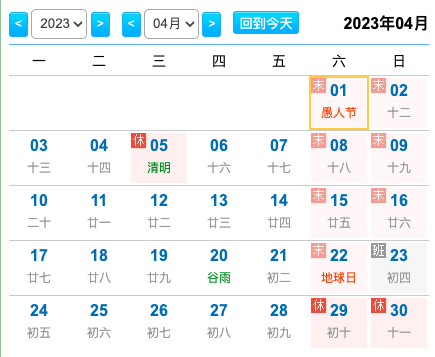 < 2023 > < 04月 > 回到今天 2023年04月
一 二 三 四 五 六 日
末 01 末 02
愚人节 十二
03 04 休 05 06 07 末 08 末 09
十三 十四 清明 十六 十七 十八 十九
10 11 12 13 14 末 15 末 16
二十 廿一 廿二 廿三 廿四 廿五 廿六
17 18 19 20 21 末 22 班 23
廿七 廿八 廿九 谷雨 初二 地球日 初四
24 25 26 27 28 休 29 休 30
初五 初六 初七 初八 初九 初十 十一